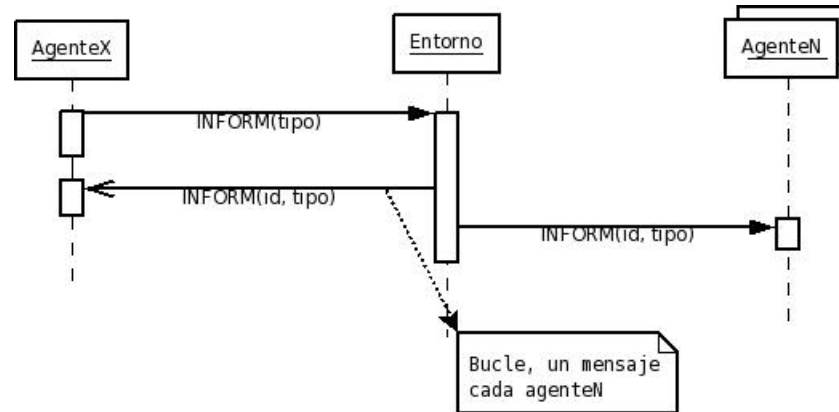 AgenteX
Entorno
AgenteN
INFORM(tipo)
INFORM(id, tipo)
INFORM(id, tipo)
Bucle, un mensaje
cada agenteN